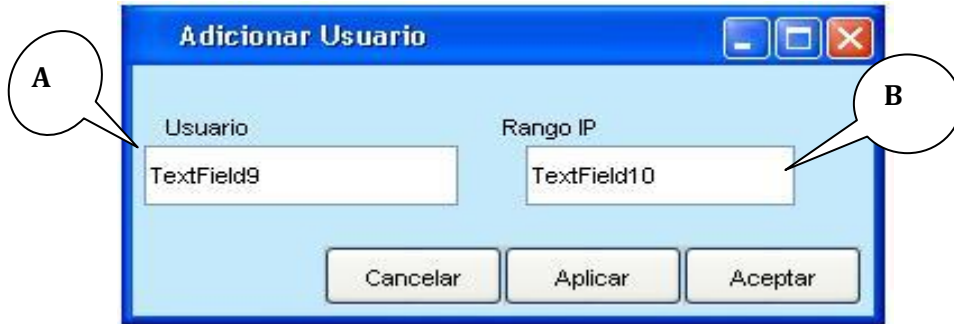 Adicionar Usuario
A
B
Usuario Rango IP
TextField9 TextField10
Cancelar Aplicar Aceptar